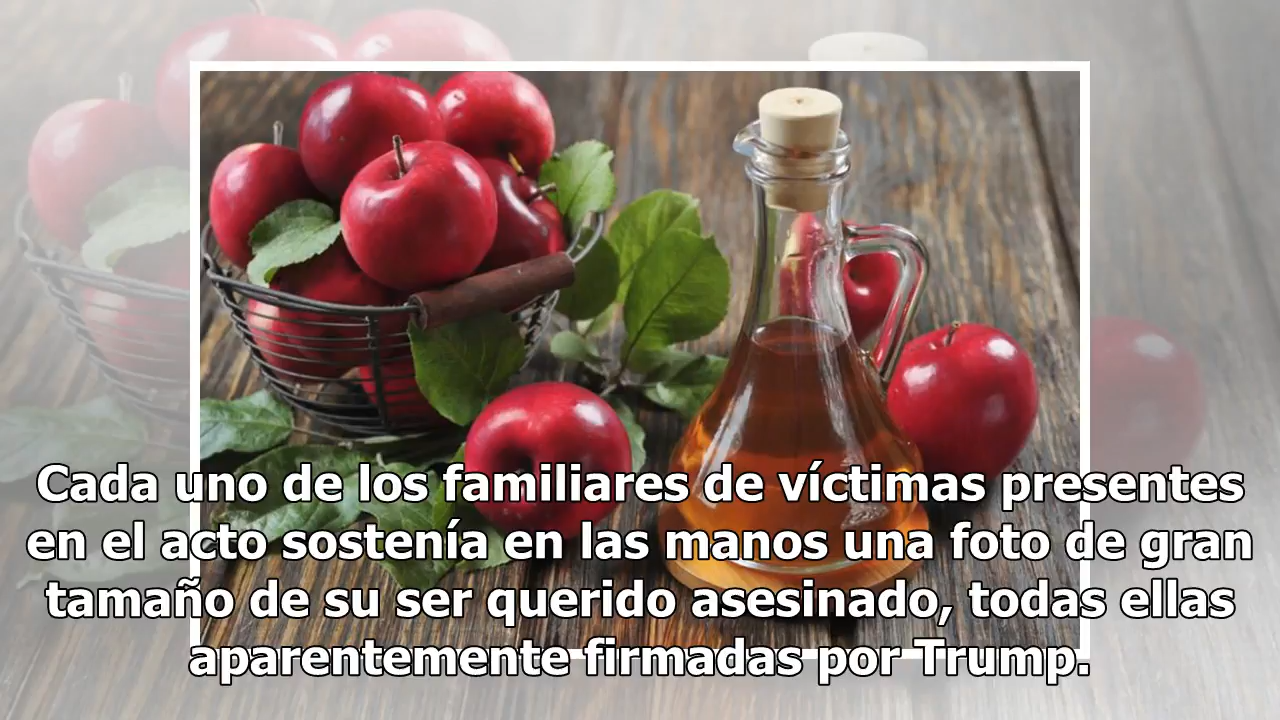 Cada uno de los familiares de víctimas presentes
en el acto sostenía en las manos una foto de gran
tamaño de su ser querido asesinado, todas ellas
aparentemente firmadas por Trump.